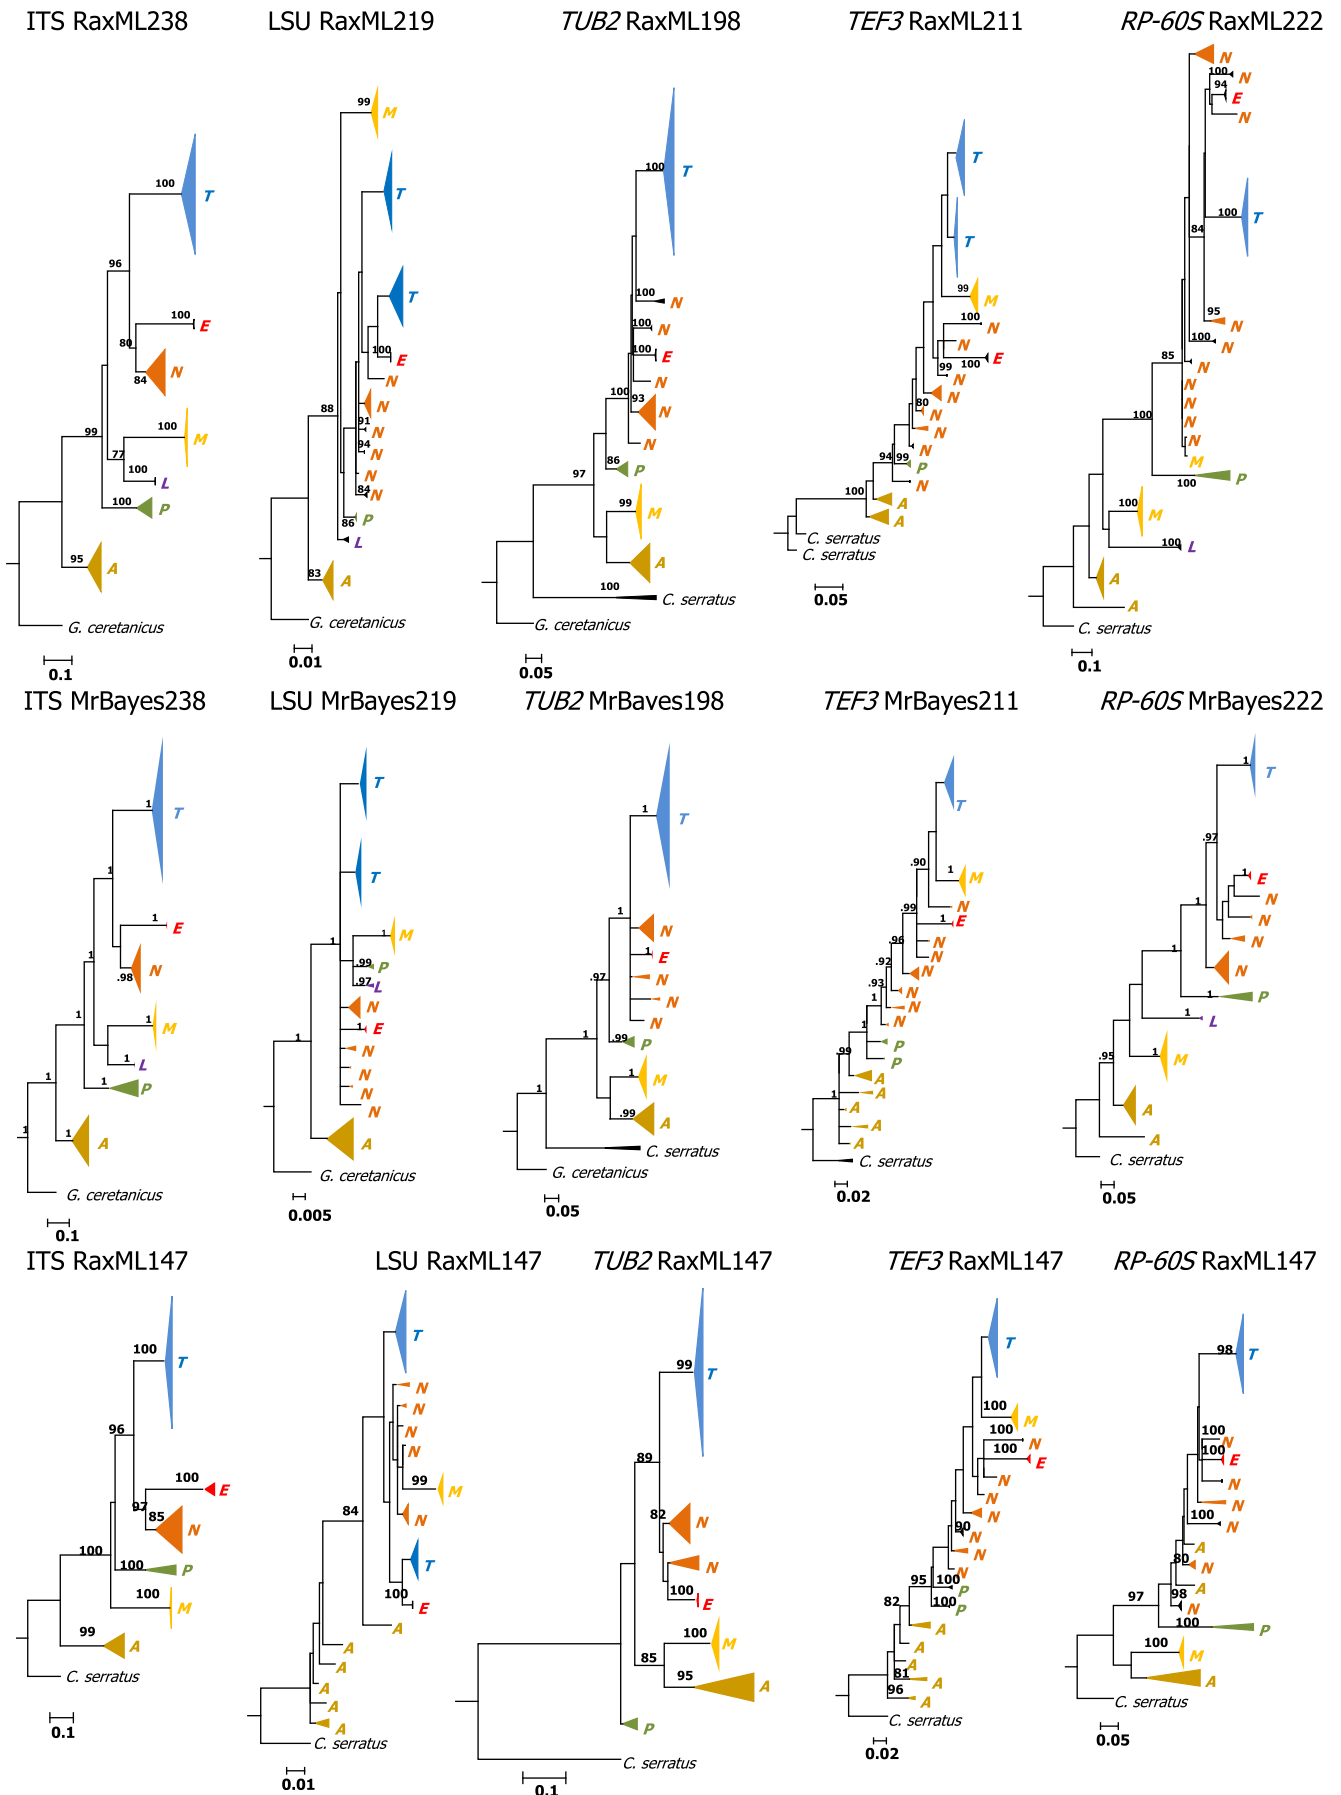 ITS RaxML238
LSU RaxML219
TUB2 RaxML198
TEF3 RaxML211
RP-60S RaxML222
100
T
96
100
E
80
84
N
99
100
M
77
100
L
100
P
95
A
G. ceretanicus
0.1
99
M
T
T
100
E
N
88
N
91
N
94
N
N
84
N
86
P
L
83
A
G. ceretanicus
0.01
100
T
100
N
100
N
100
E
N
100
93
N
N
86
P
97
99
M
A
100
C. serratus
G. ceretanicus
0.05
T
T
99
M
100
N
N
100
E
99
N
N
80
N
N
N
94
99
P
N
100
A
A
C. serratus
C. serratus
0.05
N
100
N
94
E
N
100
T
84
95
N
100
N
85
N
N
N
N
N
M
100
100
P
100
M
100
L
A
A
C. serratus
0.1
ITS MrBayes238
LSU MrBayes219
TUB2 MrBaves198
TEF3 MrBayes211
RP-60S MrBayes222
1
T
1
1
E
1
.98
N
1
1
M
1
L
1
1
P
1
1
A
G. ceretanicus
0.1
T
T
1
1
M
.99
P
.97
L
N
1
E
N
N
N
N
1
A
G. ceretanicus
0.005
1
T
1
N
1
E
.97
N
N
N
1
.99
P
1
M
1
.99
A
C. serratus
G. ceretanicus
0.05
T
.90
1
M
.99
N
E
1
.96
N
N
.92
N
.93
N
1
N
N
1
P
.99
P
A
A
1
A
A
A
C. serratus
0.02
1
T
.97
1
E
N
1
N
N
1
N
1
P
1
L
.95
1
M
A
A
C. serratus
0.05
ITS RaxML147
LSU RaxML147
TUB2 RaxML147
TEF3 RaxML147
RP-60S RaxML147
100
T
96
100
E
97
85
N
100
100
P
100
M
99
A
C. serratus
0.1
T
N
N
N
N
99
M
84
N
T
100
E
A
A
A
A
A
A
C. serratus
0.01
99
T
89
82
N
N
100
E
100
M
85
95
A
P
C. serratus
0.1
T
100
M
100
N
100
E
N
N
N
90
N
N
N
95
100
P
100
P
82
A
A
A
81
A
96
A
C. serratus
0.02
98
T
100
N
100
E
N
N
100
N
A
80
N
A
97
98
N
100
P
100
M
A
C. serratus
0.05